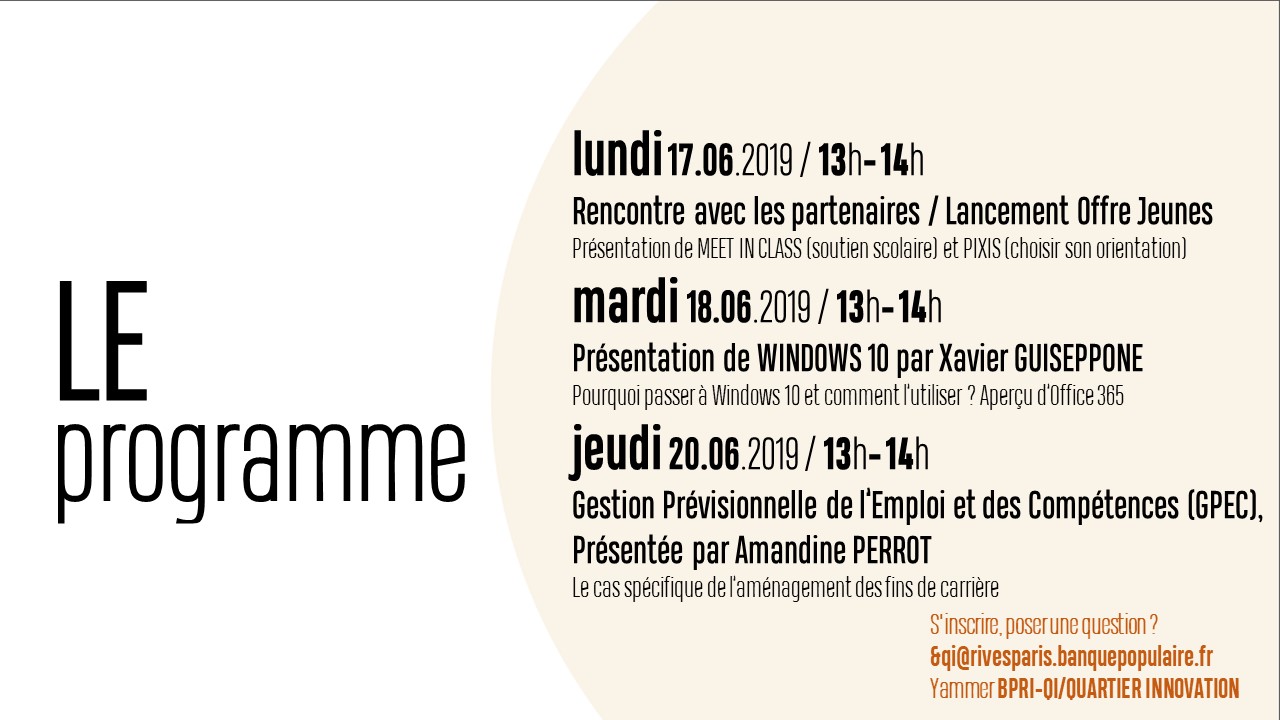 LE
programme
lundi 17.06.2019 / 13h-14h
Rencontre avec les partenaires / Lancement Offre Jeunes
Présentation de MEET IN CLASS (soutien scolaire) et PIXIS (choisir son orientation)
mardi 18.06.2019 / 13h-14h
Présentation de WINDOWS 10 par Xavier GUISEPPONE
Pourquoi passer à Windows 10 et comment l'utiliser ? Aperçu d'Office 365
jeudi 20.06.2019 / 13h-14h
Gestion Prévisionnelle de l'Emploi et des Compétences (GPEC),
Présentée par Amandine PERROT
Le cas spécifique de l'aménagement des fins de carrière
S'inscrire, poser une question ?
&qi@rivesparis.banquepopulaire.fr
Yammer BPRI-QI/QUARTIER INNOVATION